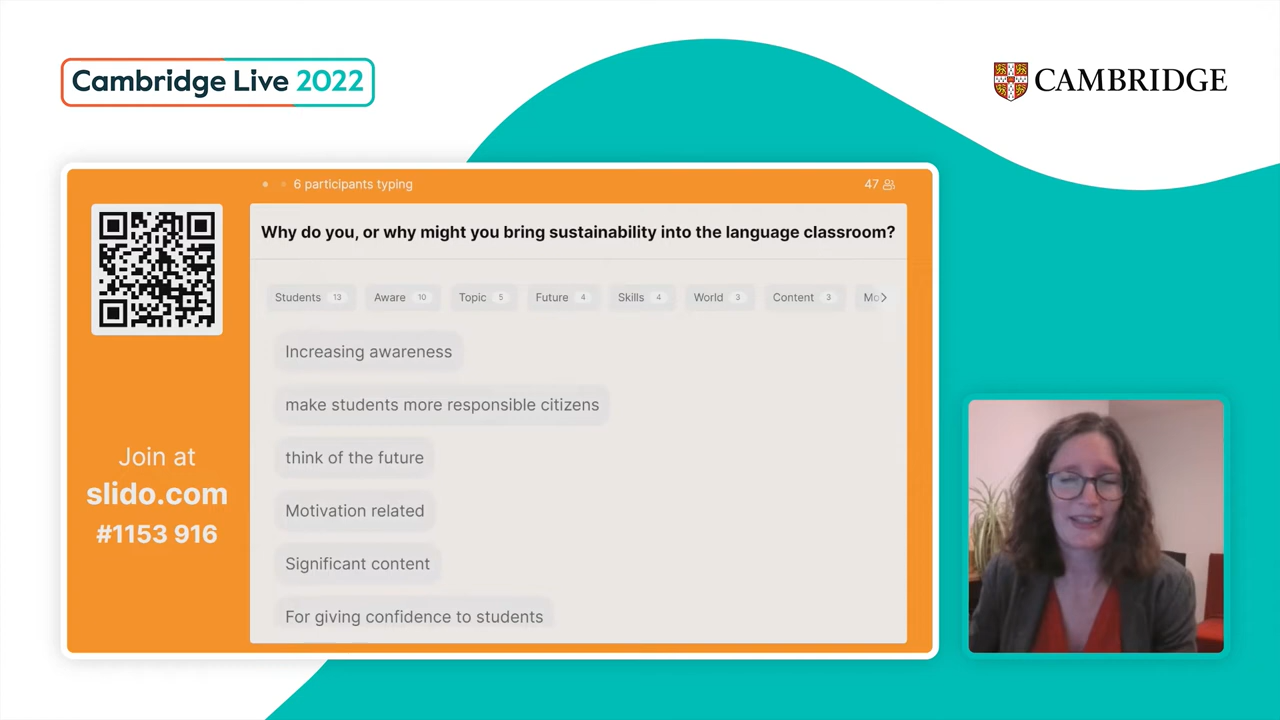 Cambridge Live 2022
CAMBRIDGE
6 participants typing
47
Why do you, or why might you bring sustainability into the language classroom?
Students 13 Aware 10 Topic 5 Future 4 Skills 4 World 3 Content 3 Mo
Increasing awareness
make students more responsible citizens
think of the future
Motivation related
Significant content
For giving confidence to students
Join at
slido.com
#1153 916